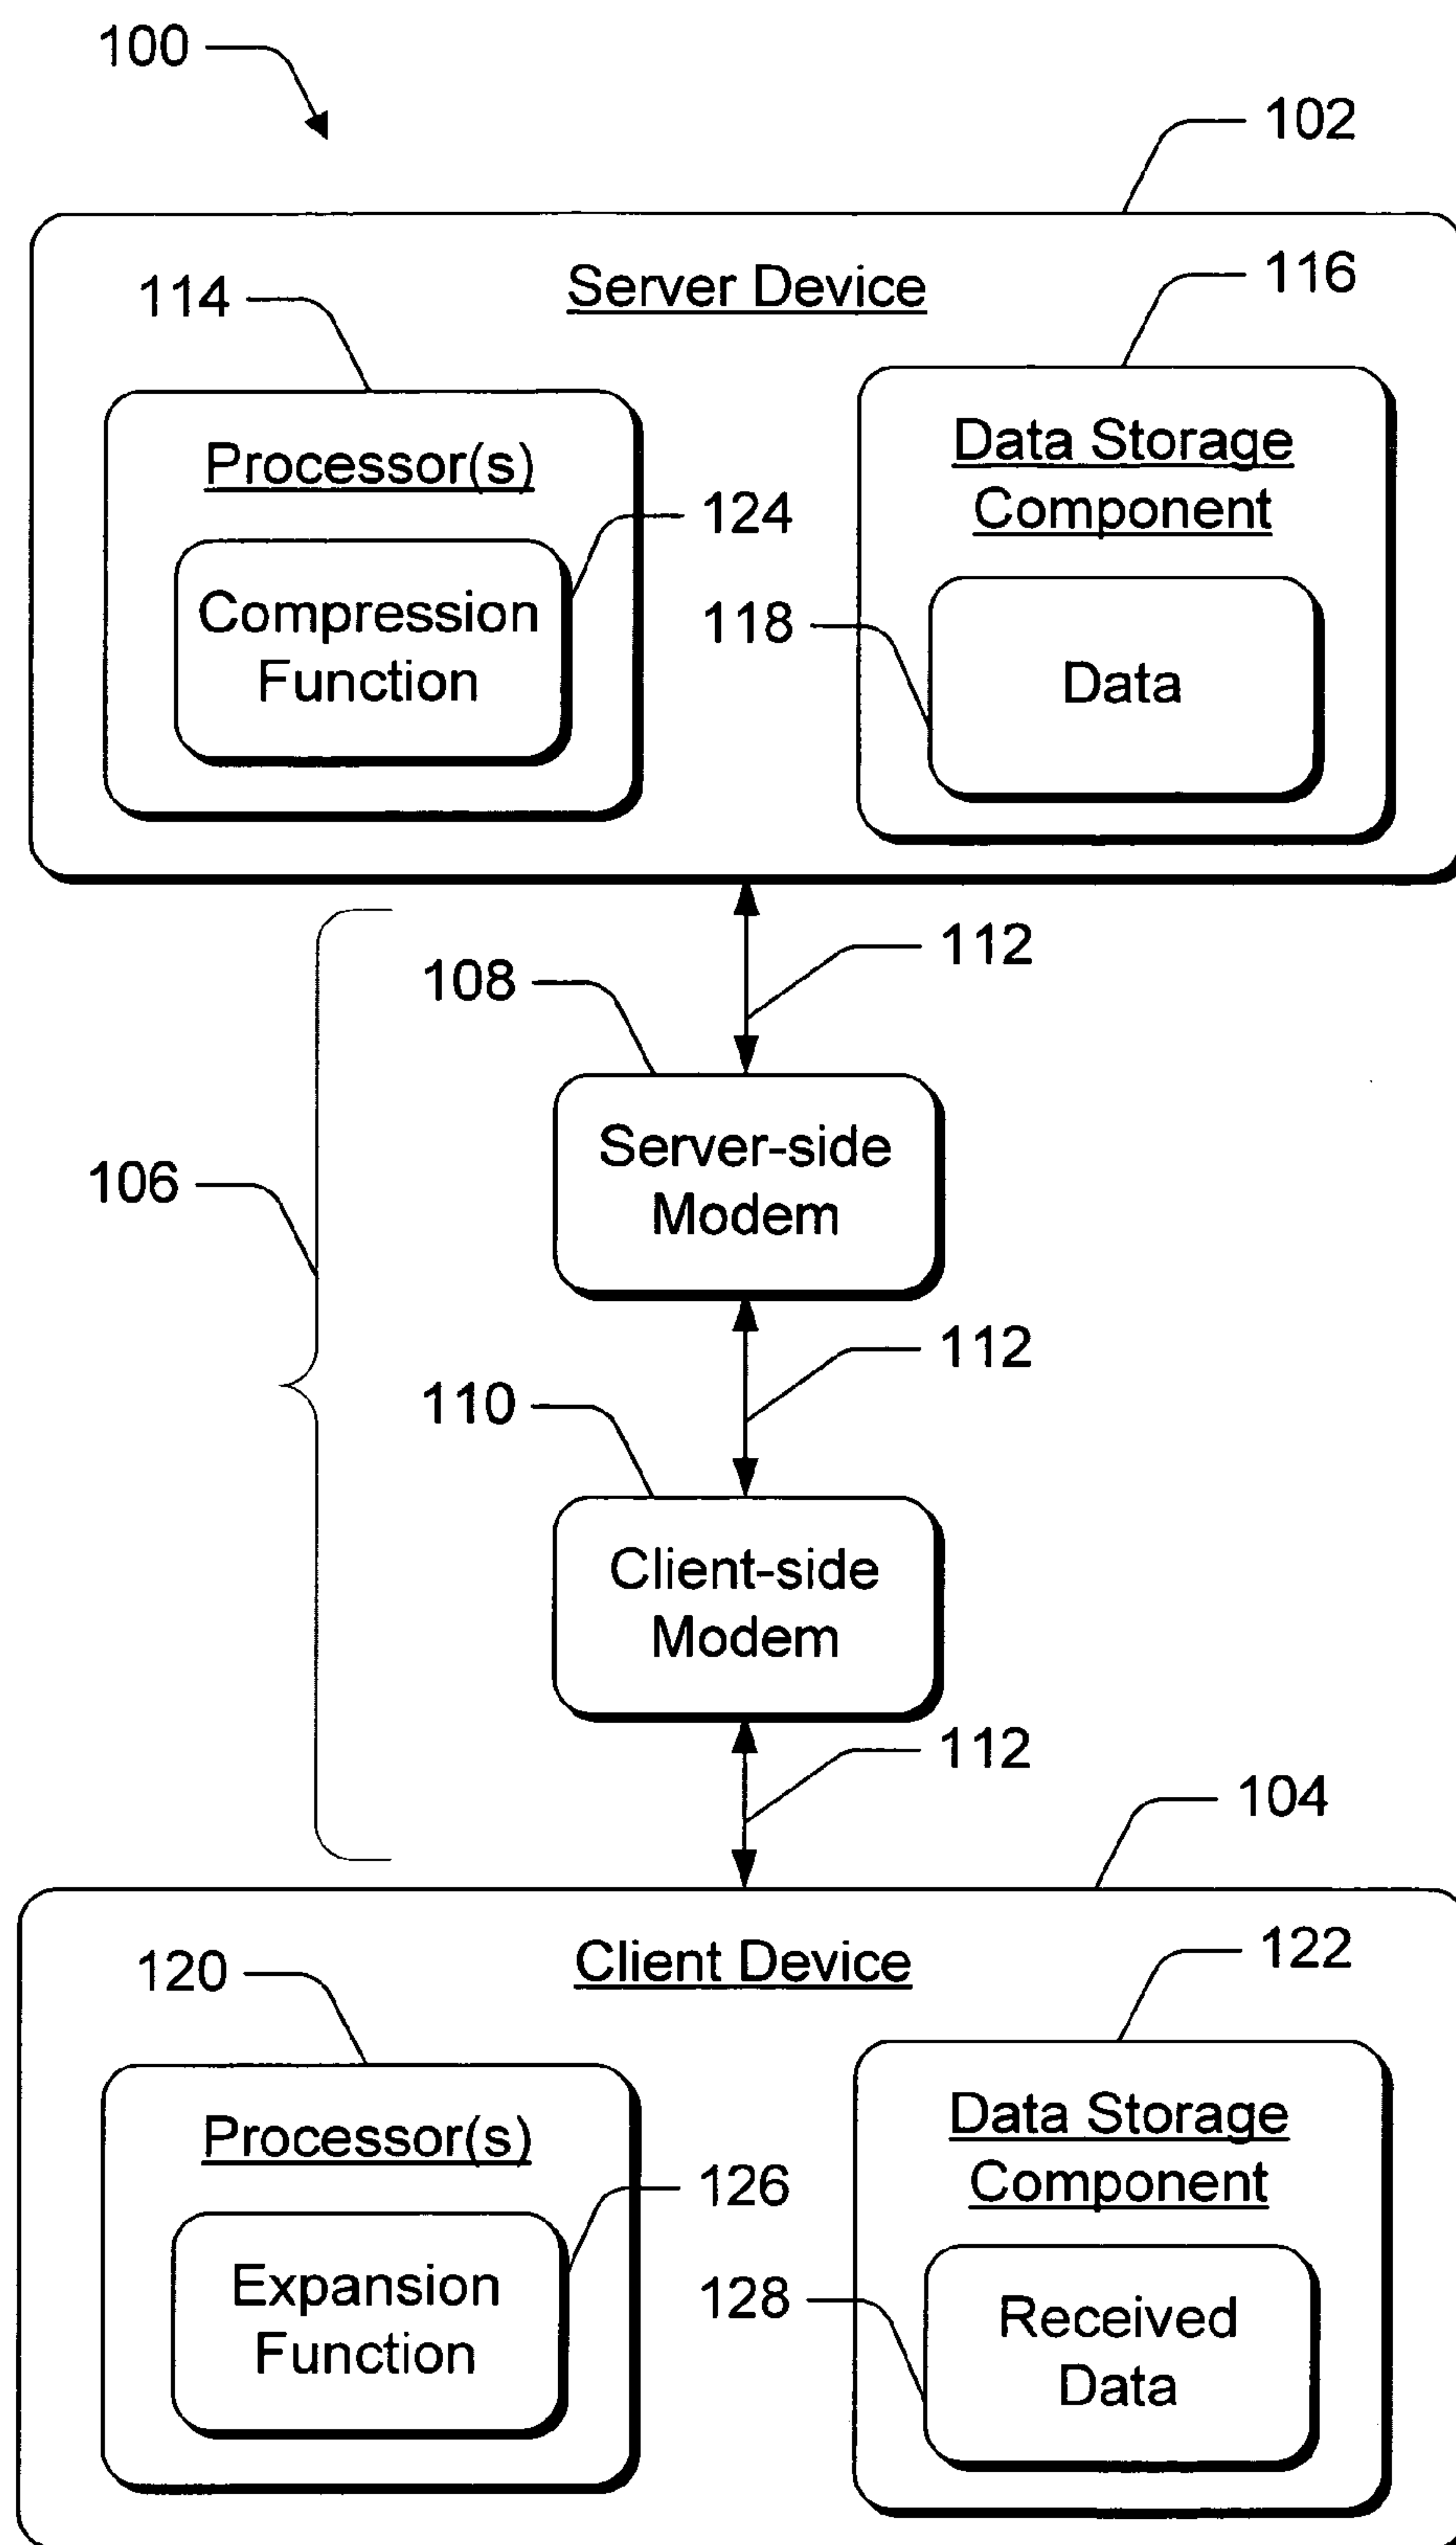 100
102
Server Device
114
116
Processor(s)
Data Storage
Component
124
Compression
Function
118
Data
112
108
Server-side
Modem
106
112
110
Client-side
Modem
112
104
Client Device
120
122
Processor(s)
Data Storage
Component
126
Expansion
Function
128
Received
Data